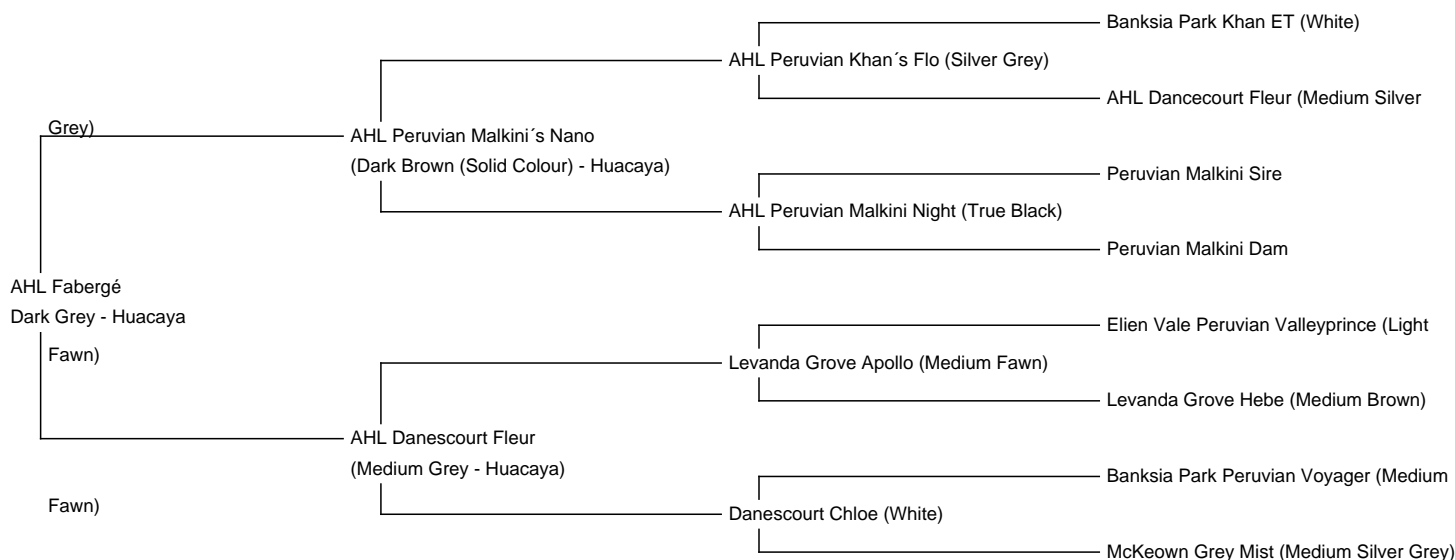 Banksia Park Khan ET (White)
AHL Peruvian Khan´s Flo (Silver Grey)
AHL Dancecourt Fleur (Medium Silver
Grey)
AHL Peruvian Malkini´s Nano
(Dark Brown (Solid Colour) - Huacaya)
Peruvian Malkini Sire
AHL Peruvian Malkini Night (True Black)
Peruvian Malkini Dam
AHL Fabergé
Dark Grey - Huacaya
Elien Vale Peruvian Valleyprince (Light
Fawn)
Levanda Grove Apollo (Medium Fawn)
Levanda Grove Hebe (Medium Brown)
AHL Danescourt Fleur
(Medium Grey - Huacaya)
Banksia Park Peruvian Voyager (Medium
Fawn)
Danescourt Chloe (White)
McKeown Grey Mist (Medium Silver Grey)